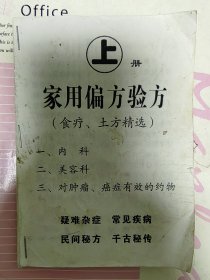 Office
上 册
家用偏方验方
(食疗、土方精选)
一、内 科
二、美容科
三、对肿瘤、癌症有效的药物
疑难杂症 常见疾病
民间秘方 千古秘传